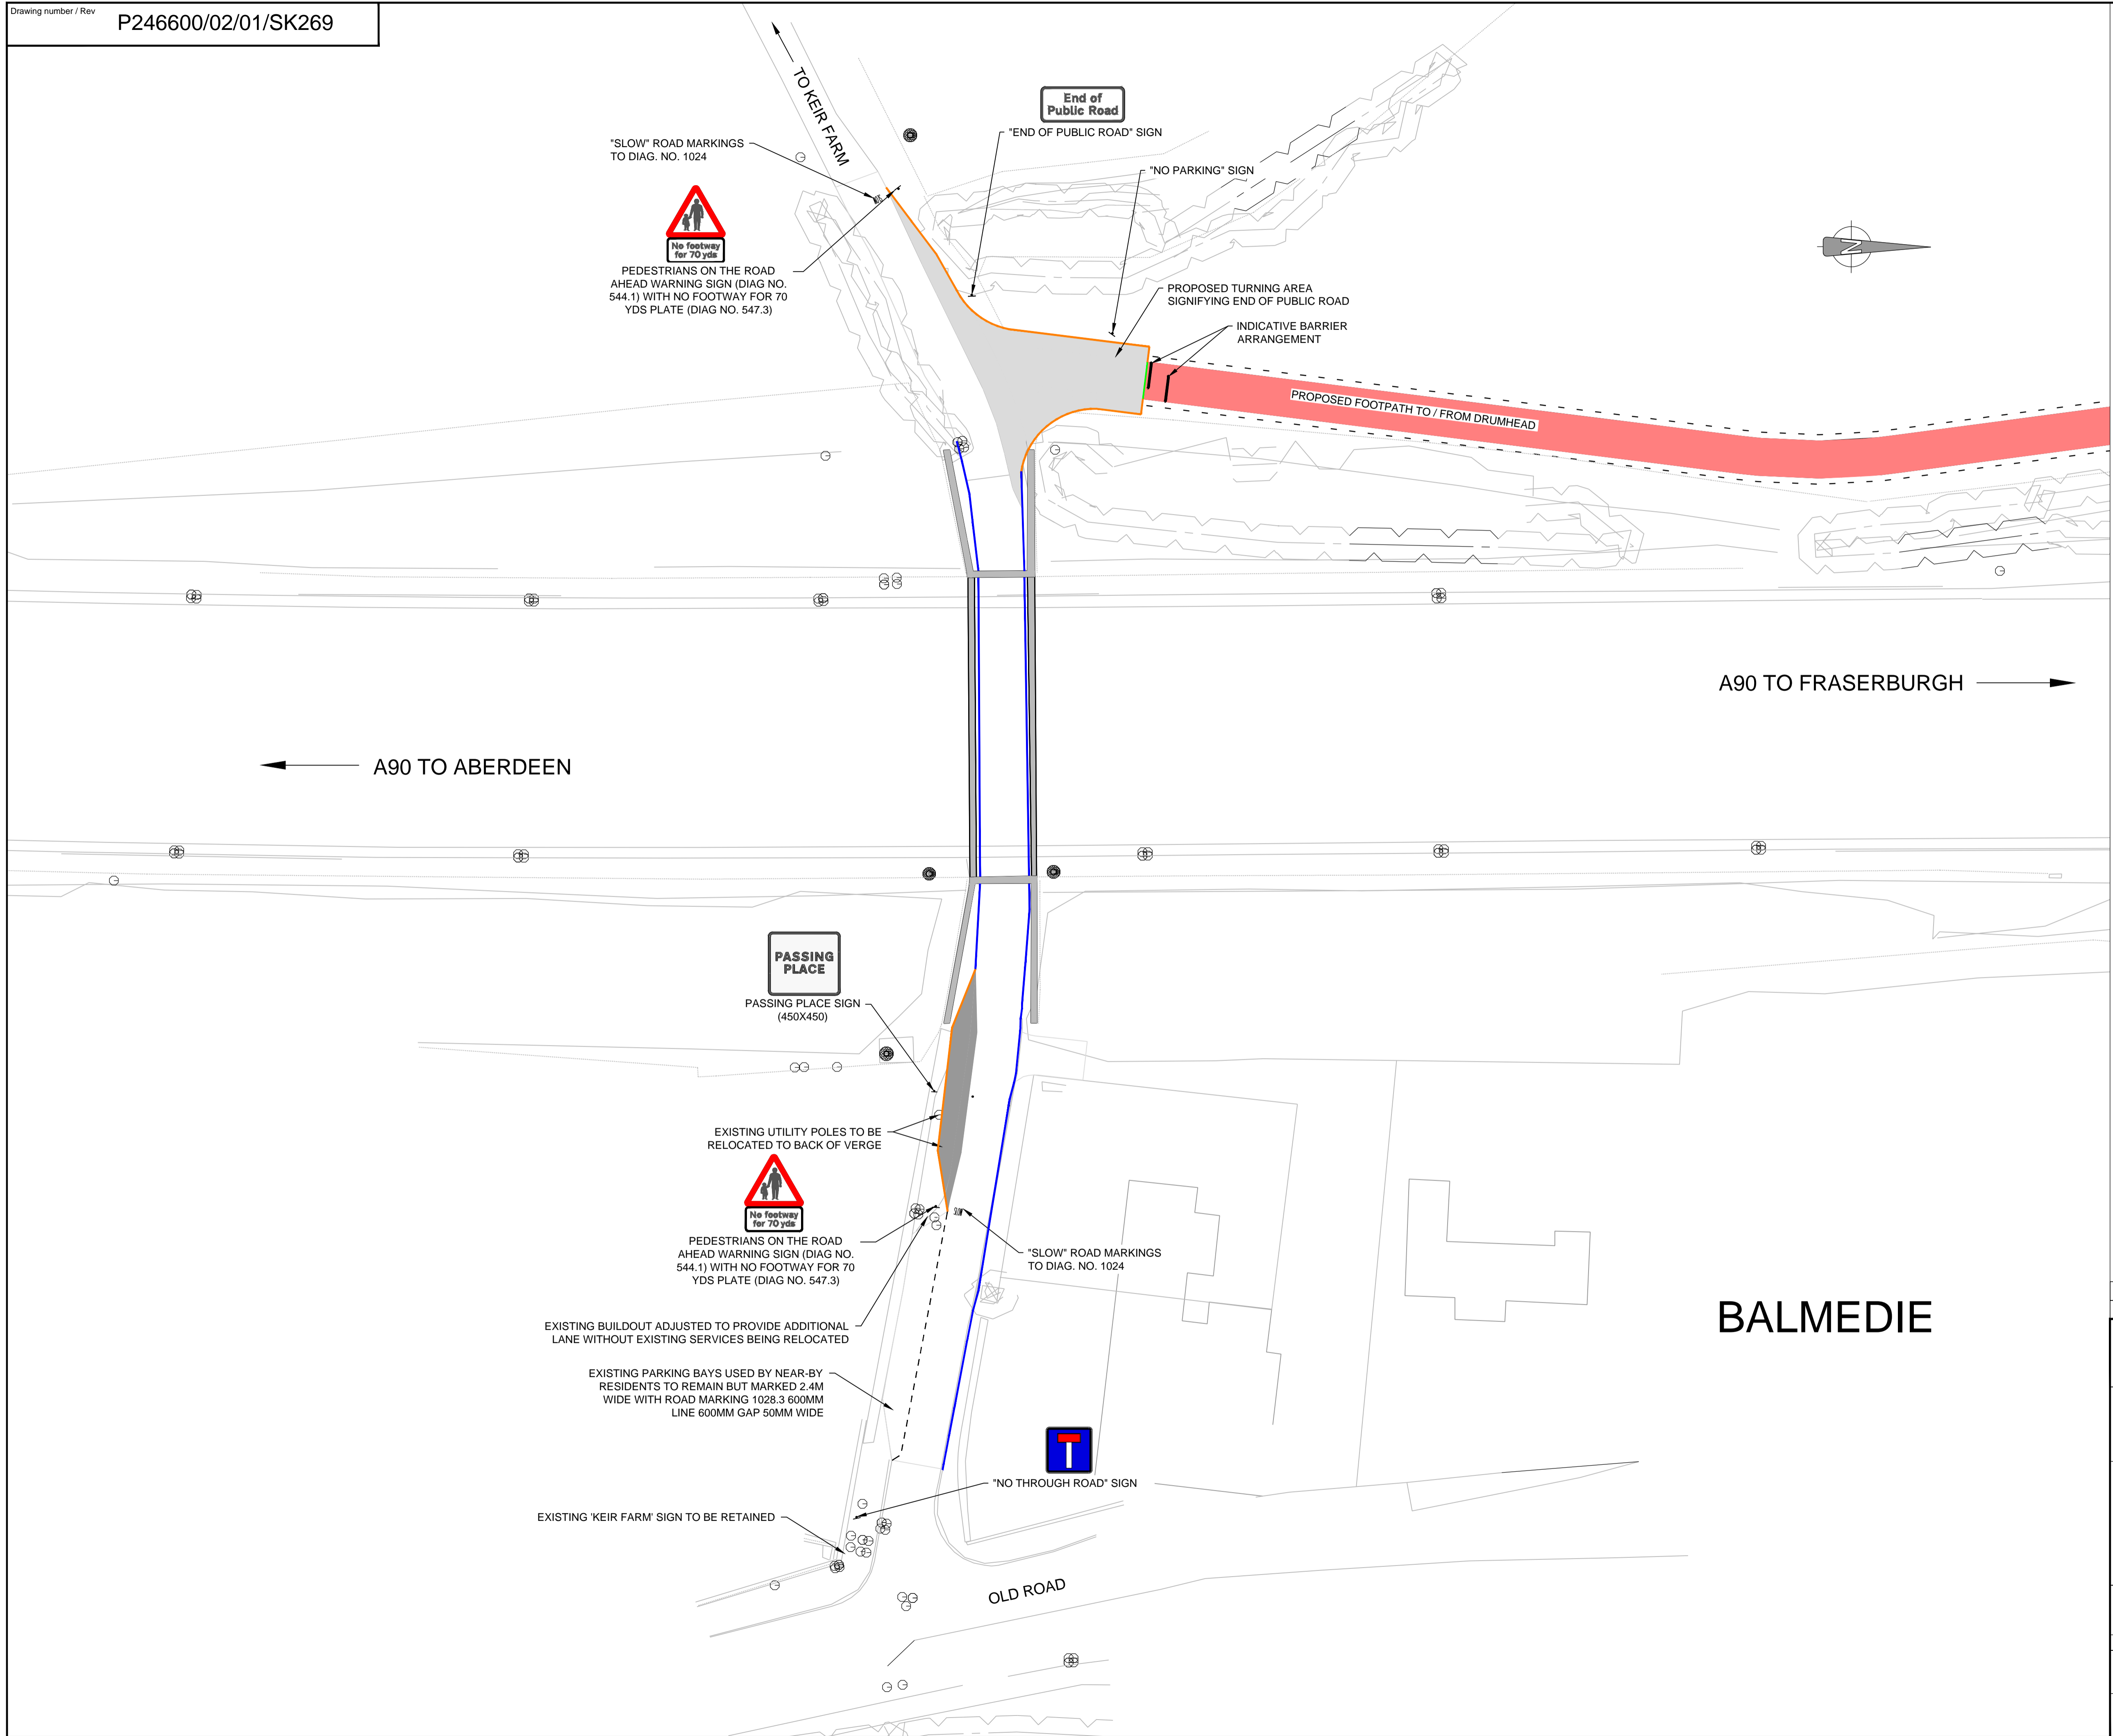 Drawing number / Rev
P246600/02/01/SK269
TO KEIR FARM
End of
Public Road
"END OF PUBLIC ROAD" SIGN
"SLOW" ROAD MARKINGS
TO DIAG. NO. 1024
"NO PARKING" SIGN
No footway
for 70 yds
PEDESTRIANS ON THE ROAD
AHEAD WARNING SIGN (DIAG NO.
544.1) WITH NO FOOTWAY FOR 70
YDS PLATE (DIAG NO. 547.3)
N
PROPOSED TURNING AREA
SIGNIFYING END OF PUBLIC ROAD
INDICATIVE BARRIER
ARRANGEMENT
PROPOSED FOOTPATH TO / FROM DRUMHEAD
A90 TO FRASERBURGH
A90 TO ABERDEEN
PASSING
PLACE
PASSING PLACE SIGN
(450X450)
EXISTING UTILITY POLES TO BE
RELOCATED TO BACK OF VERGE
No footway
for 70 yds
PEDESTRIANS ON THE ROAD
AHEAD WARNING SIGN (DIAG NO.
544.1) WITH NO FOOTWAY FOR 70
YDS PLATE (DIAG NO. 547.3)
SLOW
"SLOW" ROAD MARKINGS
TO DIAG. NO. 1024
EXISTING BUILDOUT ADJUSTED TO PROVIDE ADDITIONAL
LANE WITHOUT EXISTING SERVICES BEING RELOCATED
BALMEDIE
EXISTING PARKING BAYS USED BY NEAR-BY
RESIDENTS TO REMAIN BUT MARKED 2.4M
WIDE WITH ROAD MARKING 1028.3 600MM
LINE 600MM GAP 50MM WIDE
"NO THROUGH ROAD" SIGN
EXISTING 'KEIR FARM' SIGN TO BE RETAINED
OLD ROAD